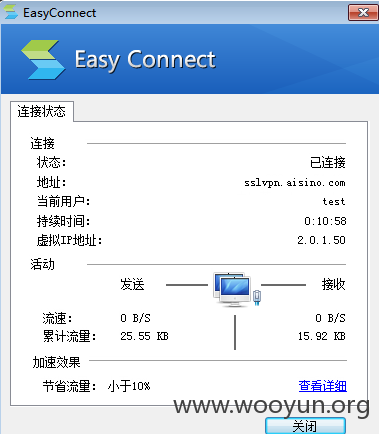 EasyConnect
Easy Connect
连接状态
连接
状态： 已连接
地址： sslvpn.aisino.com
当前用户： test
持续时间： 0:10:58
虚拟IP地址： 2.0.1.50
活动
发送 接收
流速： 0 B/S 0 B/S
累计流量： 25.55 KB 15.92 KB
加速效果
节省流量： 小于10% 查看详细
www.wooyun.org
关闭